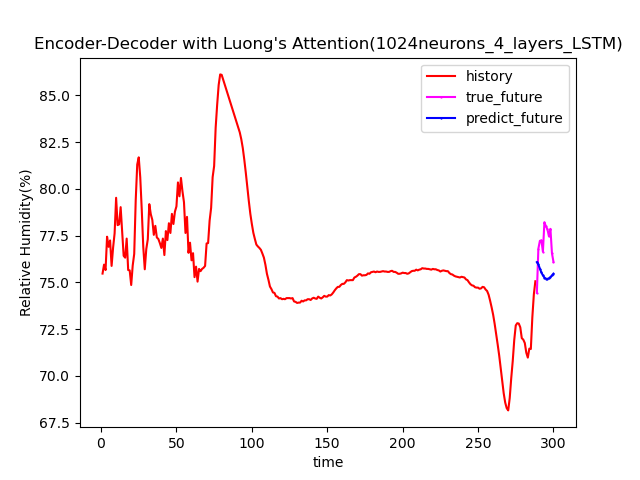 Encoder-Decoder with Luong's Attention(1024neurons_4_layers_LSTM)
history
true_future
predict_future
Relative Humidity(%)
85.0
82.5
80.0
77.5
75.0
72.5
70.0
67.5
0 50 100 150 200 250 300
time